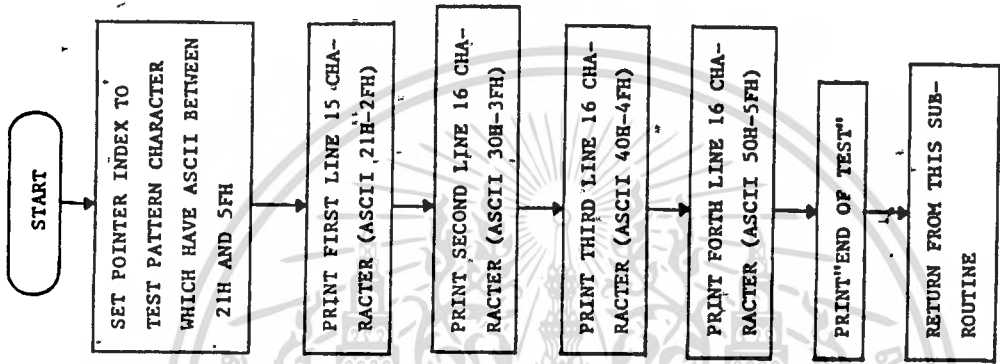 START
SET POINTER INDEX TO
TEST PATTERN CHARACTER
WHICH HAVE ASCII BETWEEN
21H AND 5FH
PRINT FIRST LINE 15 CHA-
RACTER (ASCII 21H-2FH)
PRINT SECOND LINE 16 CHA-
RACTER (ASCII 30H-3FH)
PRINT THIRD LINE 16 CHA-
RACTER (ASCII 40H-4FH)
PRINT FORTH LINE 16 CHA-
RACTER (ASCII 50H-5FH)
PRINT"END OF TEST"
RETURN FROM THIS SUB-
ROUTINE